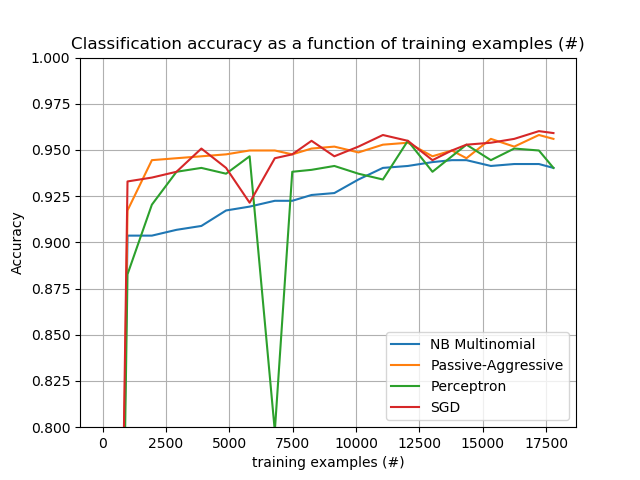 Classification accuracy as a function of training examples (#)
1.000
0.975
0.950
0.925
0.900
0.875
0.850
0.825
0.800
Accuracy
NB Multinomial
Passive-Aggressive
Perceptron
SGD
0 2500 5000 7500 10000 12500 15000 17500
training examples (#)